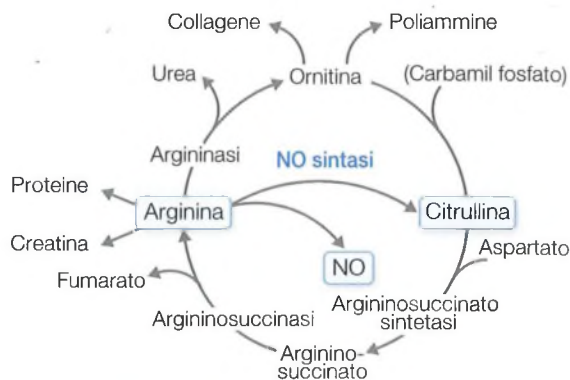 Collagene
Poliammine
Urea
Ornitina
(Carbamil fosfato)
Argininasi
NO sintasi
Proteine
Arginina
Citrullina
Creatina
Aspartato
NO
Fumarato
Argininosuccinasi
Argininosuccinato
sintetasi
Arginino-
succinato